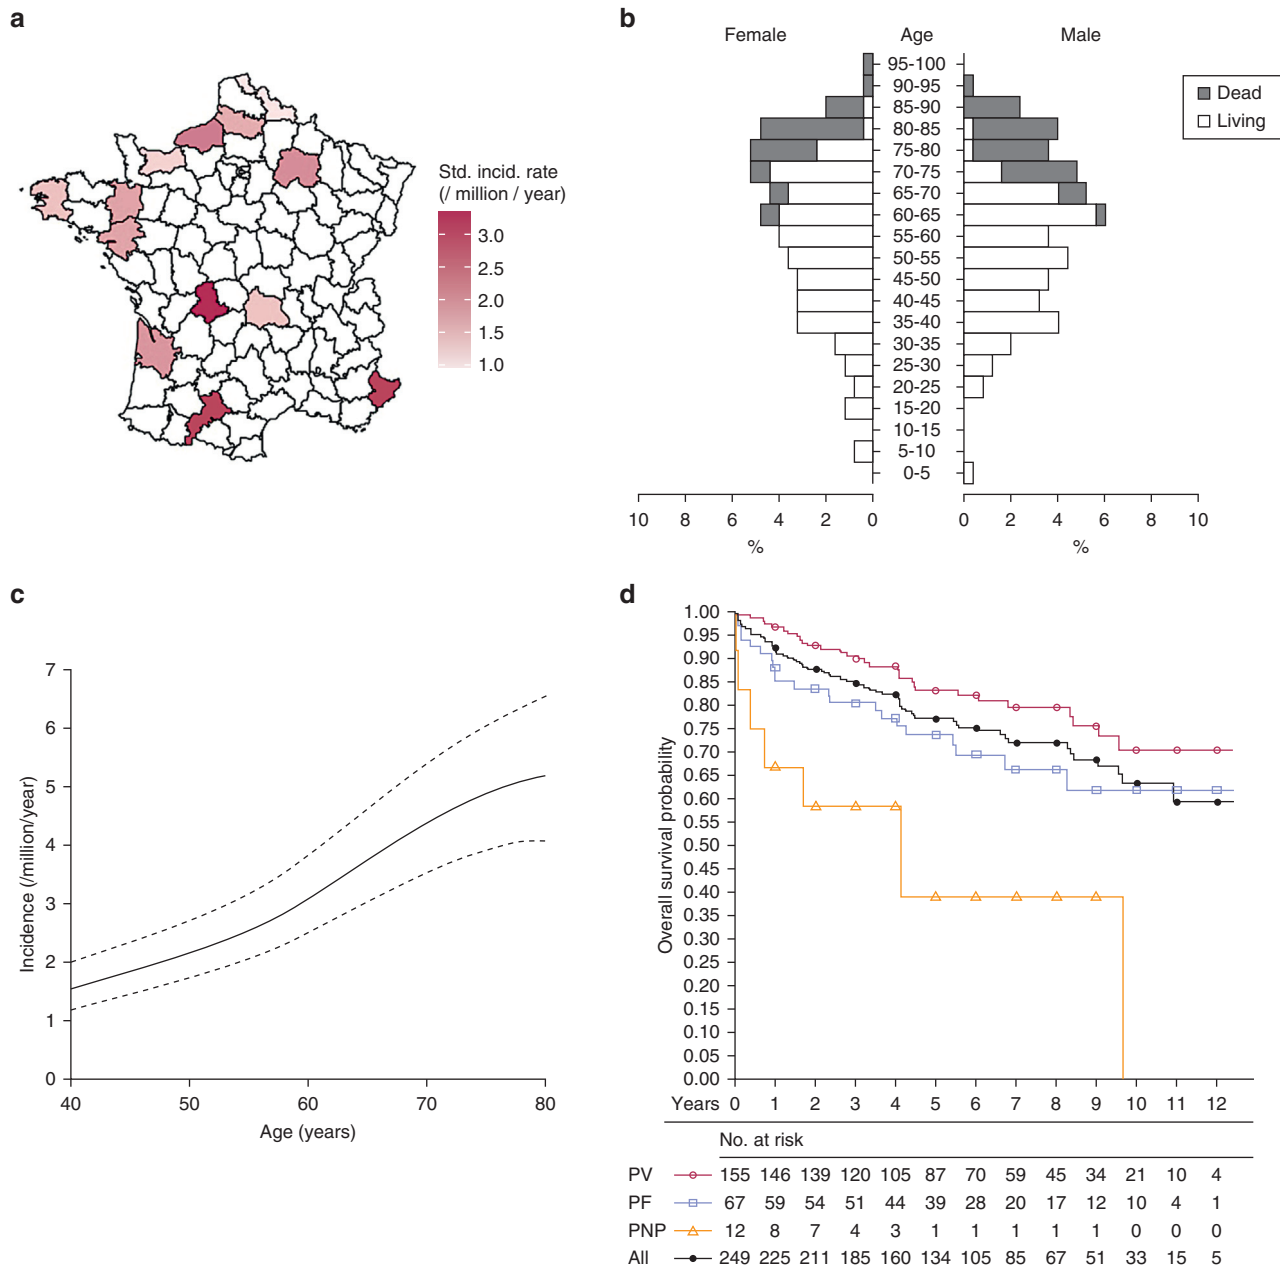 a
Std. incid. rate
(/ million / year)
3.0
2.5
2.0
1.5
1.0
b
Female Age Male
95-100
90-95
85-90
80-85
75-80
70-75
65-70
60-65
55-60
50-55
45-50
40-45
35-40
30-35
25-30
20-25
15-20
10-15
5-10
0-5
Dead
Living
10 8 6 4 2 0 0 2 4 6 8 10
% %
c
Incidence (/million/year)
7
6
5
4
3
2
1
0
40 50 60 70 80
Age (years)
d
Overall survival probability
1.00
0.95
0.90
0.85
0.80
0.75
0.70
0.65
0.60
0.55
0.50
0.45
0.40
0.35
0.30
0.25
0.20
0.15
0.10
0.05
0.00
Years 0 1 2 3 4 5 6 7 8 9 10 11 12
No. at risk
PV 155 146 139 120 105 87 70 59 45 34 21 10 4
PF 67 59 54 51 44 39 28 20 17 12 10 4 1
PNP 12 8 7 4 3 1 1 1 1 1 0 0 0
All 249 225 211 185 160 134 105 85 67 51 33 15 5